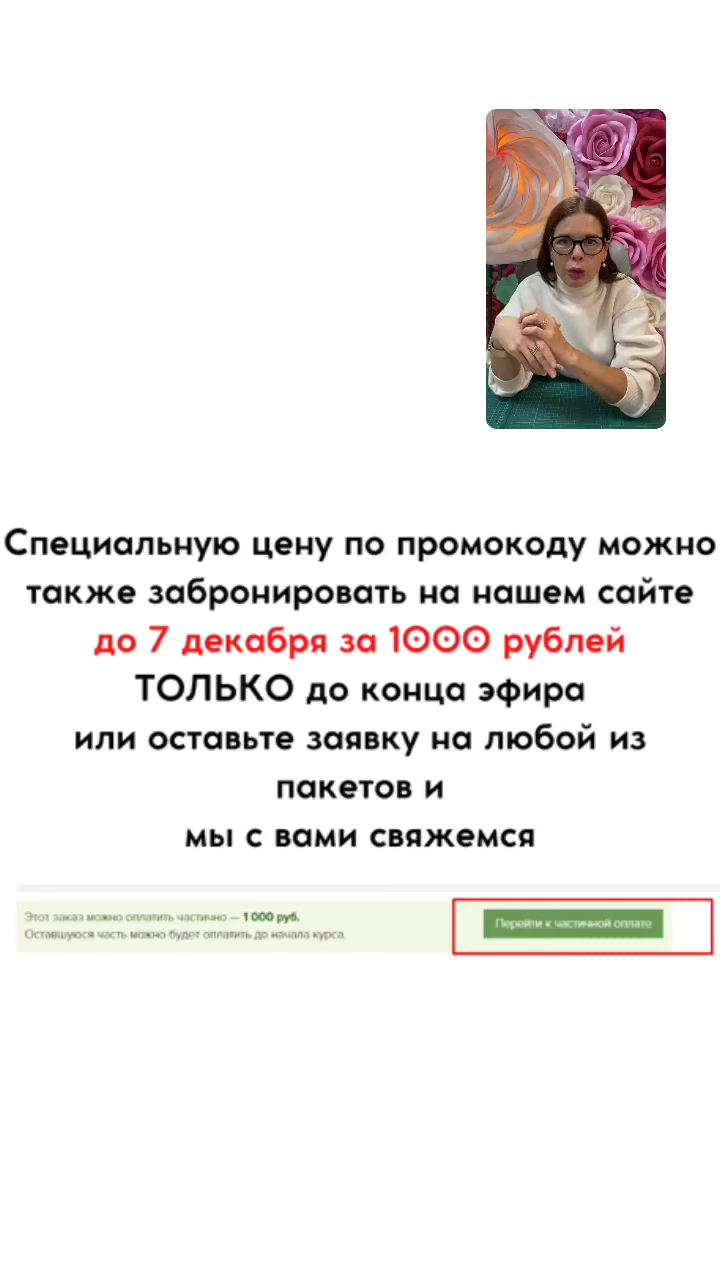 Специальную цену по промокоду можно
также забронировать на нашем сайте
до 7 декабря за 1000 рублей
ТОЛЬКО до конца эфира
или оставьте заявку на любой из
пакетов и
мы с вами свяжемся
Этот заказ можно оплатить частично — 1 000 руб.
Оставшуюся часть можно будет оплатить до начала курса.
Перейти к частичной оплате